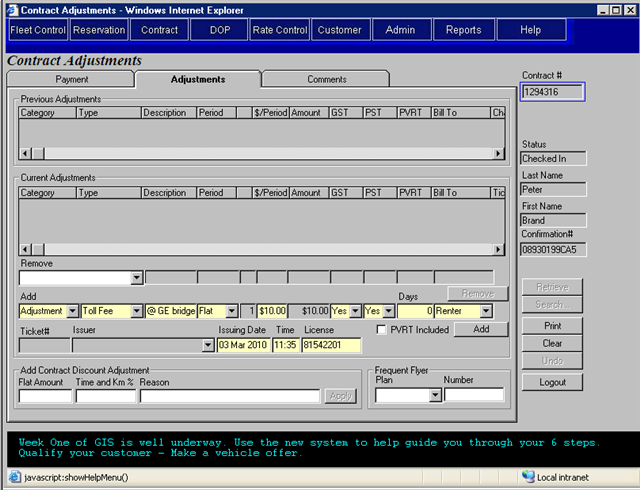 Contract Adjustments - Windows Internet Explorer
Fleet Control Reservation Contract DOP Rate Control Customer Admin Reports Help
Contract Adjustments
Payment Adjustments Comments
Contract #
1294316
Previous Adjustments
Category Type Description Period $/Period Amount GST PST PVRT Bill To Cha
Status
Checked In
Last Name
Peter
First Name
Brand
Confirmation#
08930199CA5
Current Adjustments
Category Type Description Period $/Period Amount GST PST PVRT Bill To Tic
Remove
Remove
Add Days
Adjustment Toll Fee @ GE bridge Flat 1 $10.00 $10.00 Yes Yes 0 Renter
Ticket# Issuer Issuing Date Time License
03 Mar 2010 11:35 81542201 PVRT Included Add
Retrieve
Search...
Print
Clear
Undo
Logout
Add Contract Discount Adjustment
Flat Amount Time and Km % Reason
Apply
Frequent Flyer
Plan Number
Week One of GIS is well underway. Use the new system to help guide you through your 6 steps.
Qualify your customer - Make a vehicle offer.
javascript:showHelpMenu() Local intranet